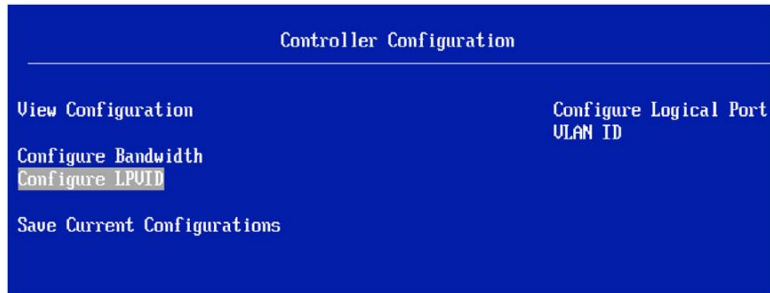 Controller Configuration
View Configuration
Configure Bandwidth
Configure LPVID
Save Current Configurations
Configure Logical Port
VLAN ID